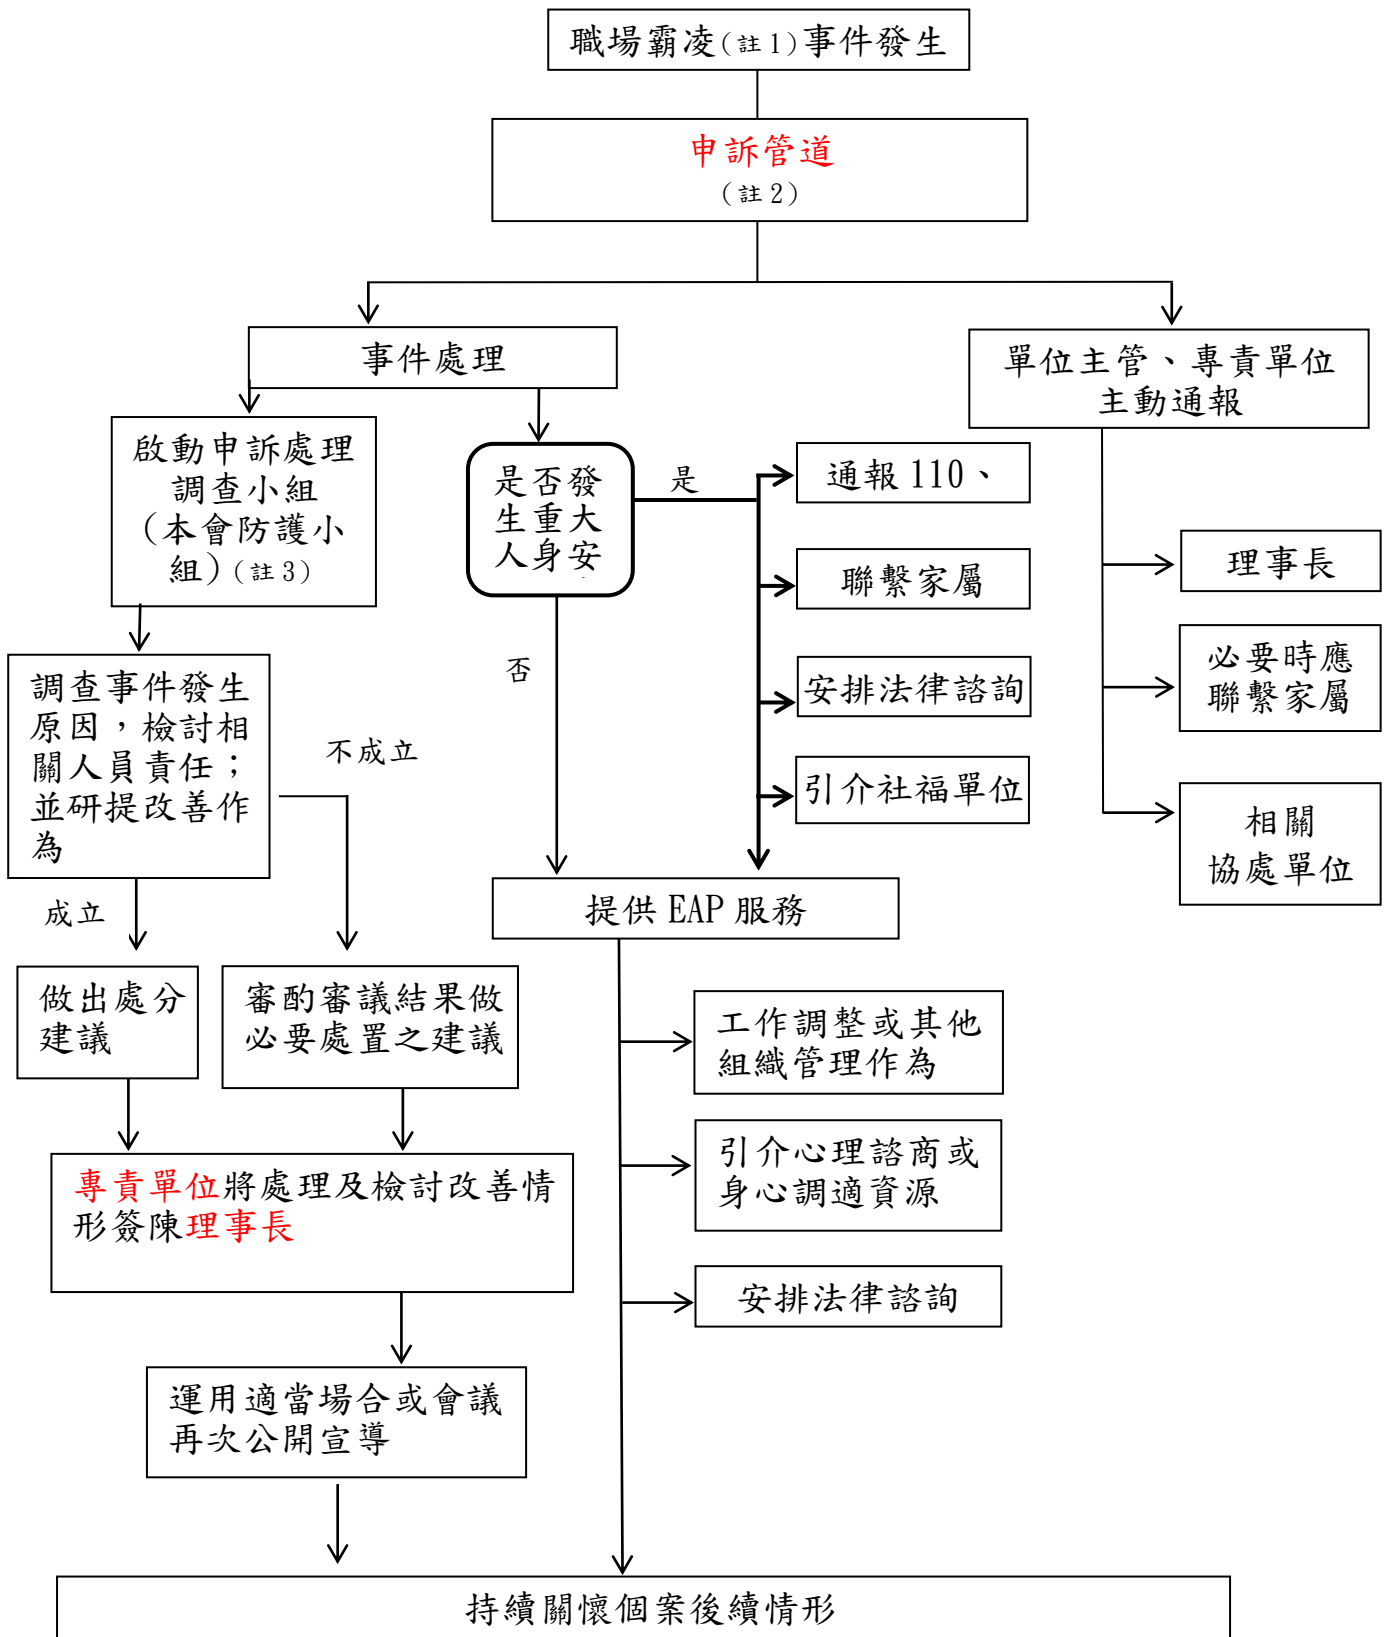 職場霸凌(註1)事件發生
申訴管道
(註2)
事件處理
單位主管、專責單位
主動通報
啟動申訴處理
調查小組
(本會防護小
組)(註3)
是否發
生重大
人身安
是
否
通報 110、
聯繫家屬
安排法律諮詢
引介社福單位
理事長
必要時應
聯繫家屬
相關
協處單位
調查事件發生
原因，檢討相
關人員責任；
並研提改善作
為
不成立
成立
提供 EAP 服務
做出處分
建議
審酌審議結果做
必要處置之建議
工作調整或其他
組織管理作為
引介心理諮商或
身心調適資源
安排法律諮詢
專責單位將處理及檢討改善情
形簽陳理事長
運用適當場合或會議
再次公開宣導
持續關懷個案後續情形